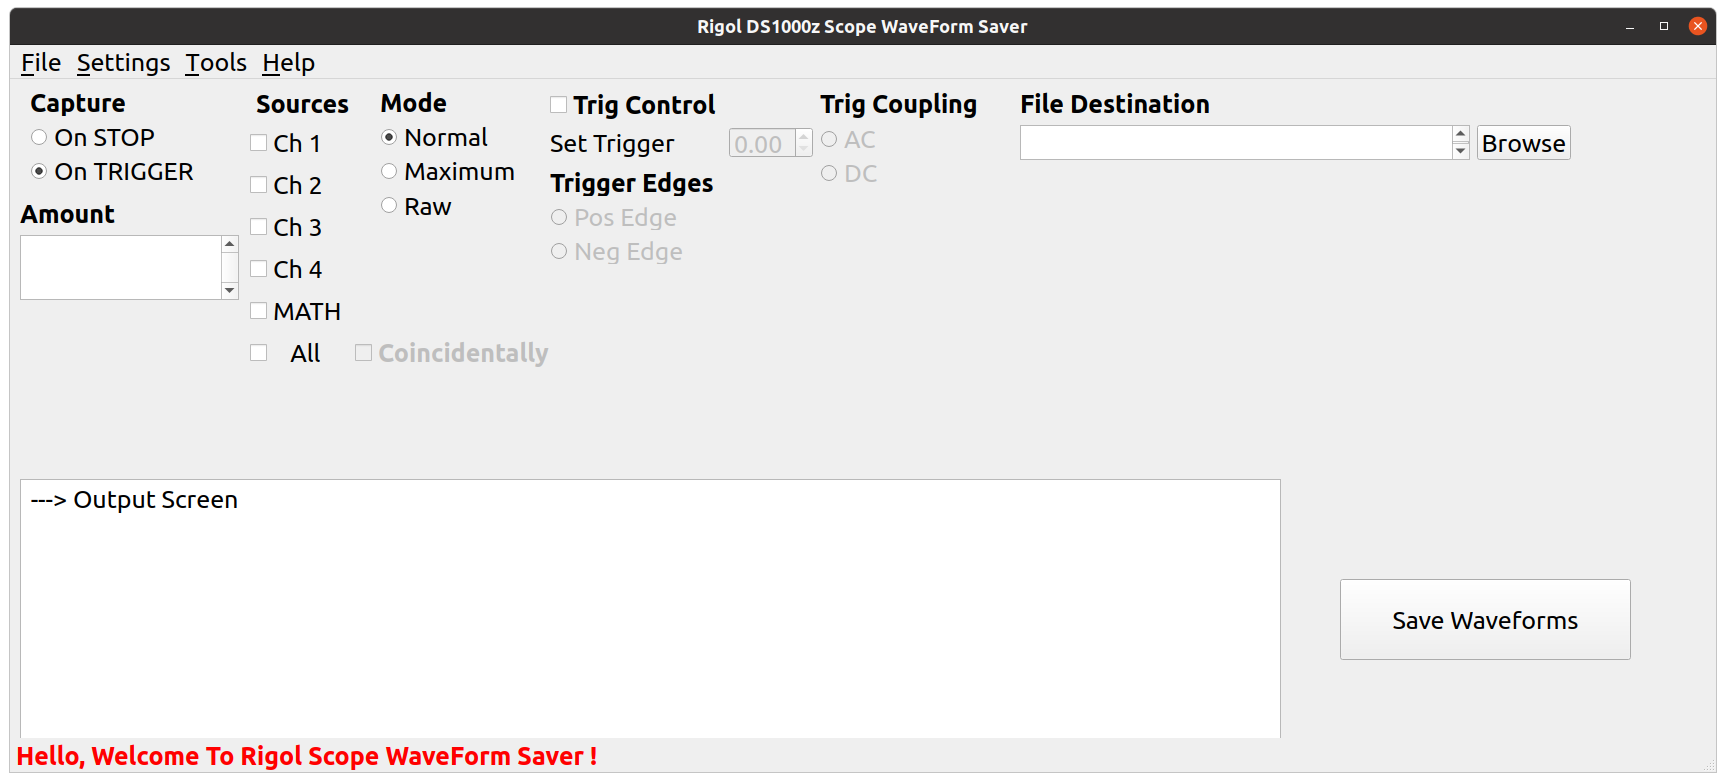 Rigol DS1000z Scope WaveForm Saver
File Settings Tools Help
Capture
On STOP
On TRIGGER
Amount
Sources
Ch 1
Ch 2
Ch 3
Ch 4
MATH
All
Coincidentally
Mode
Normal
Maximum
Raw
Trig Control
Set Trigger 0.00
Trigger Edges
Pos Edge
Neg Edge
Trig Coupling
AC
DC
File Destination
Browse
---> Output Screen
Save Waveforms
Hello, Welcome To Rigol Scope WaveForm Saver !